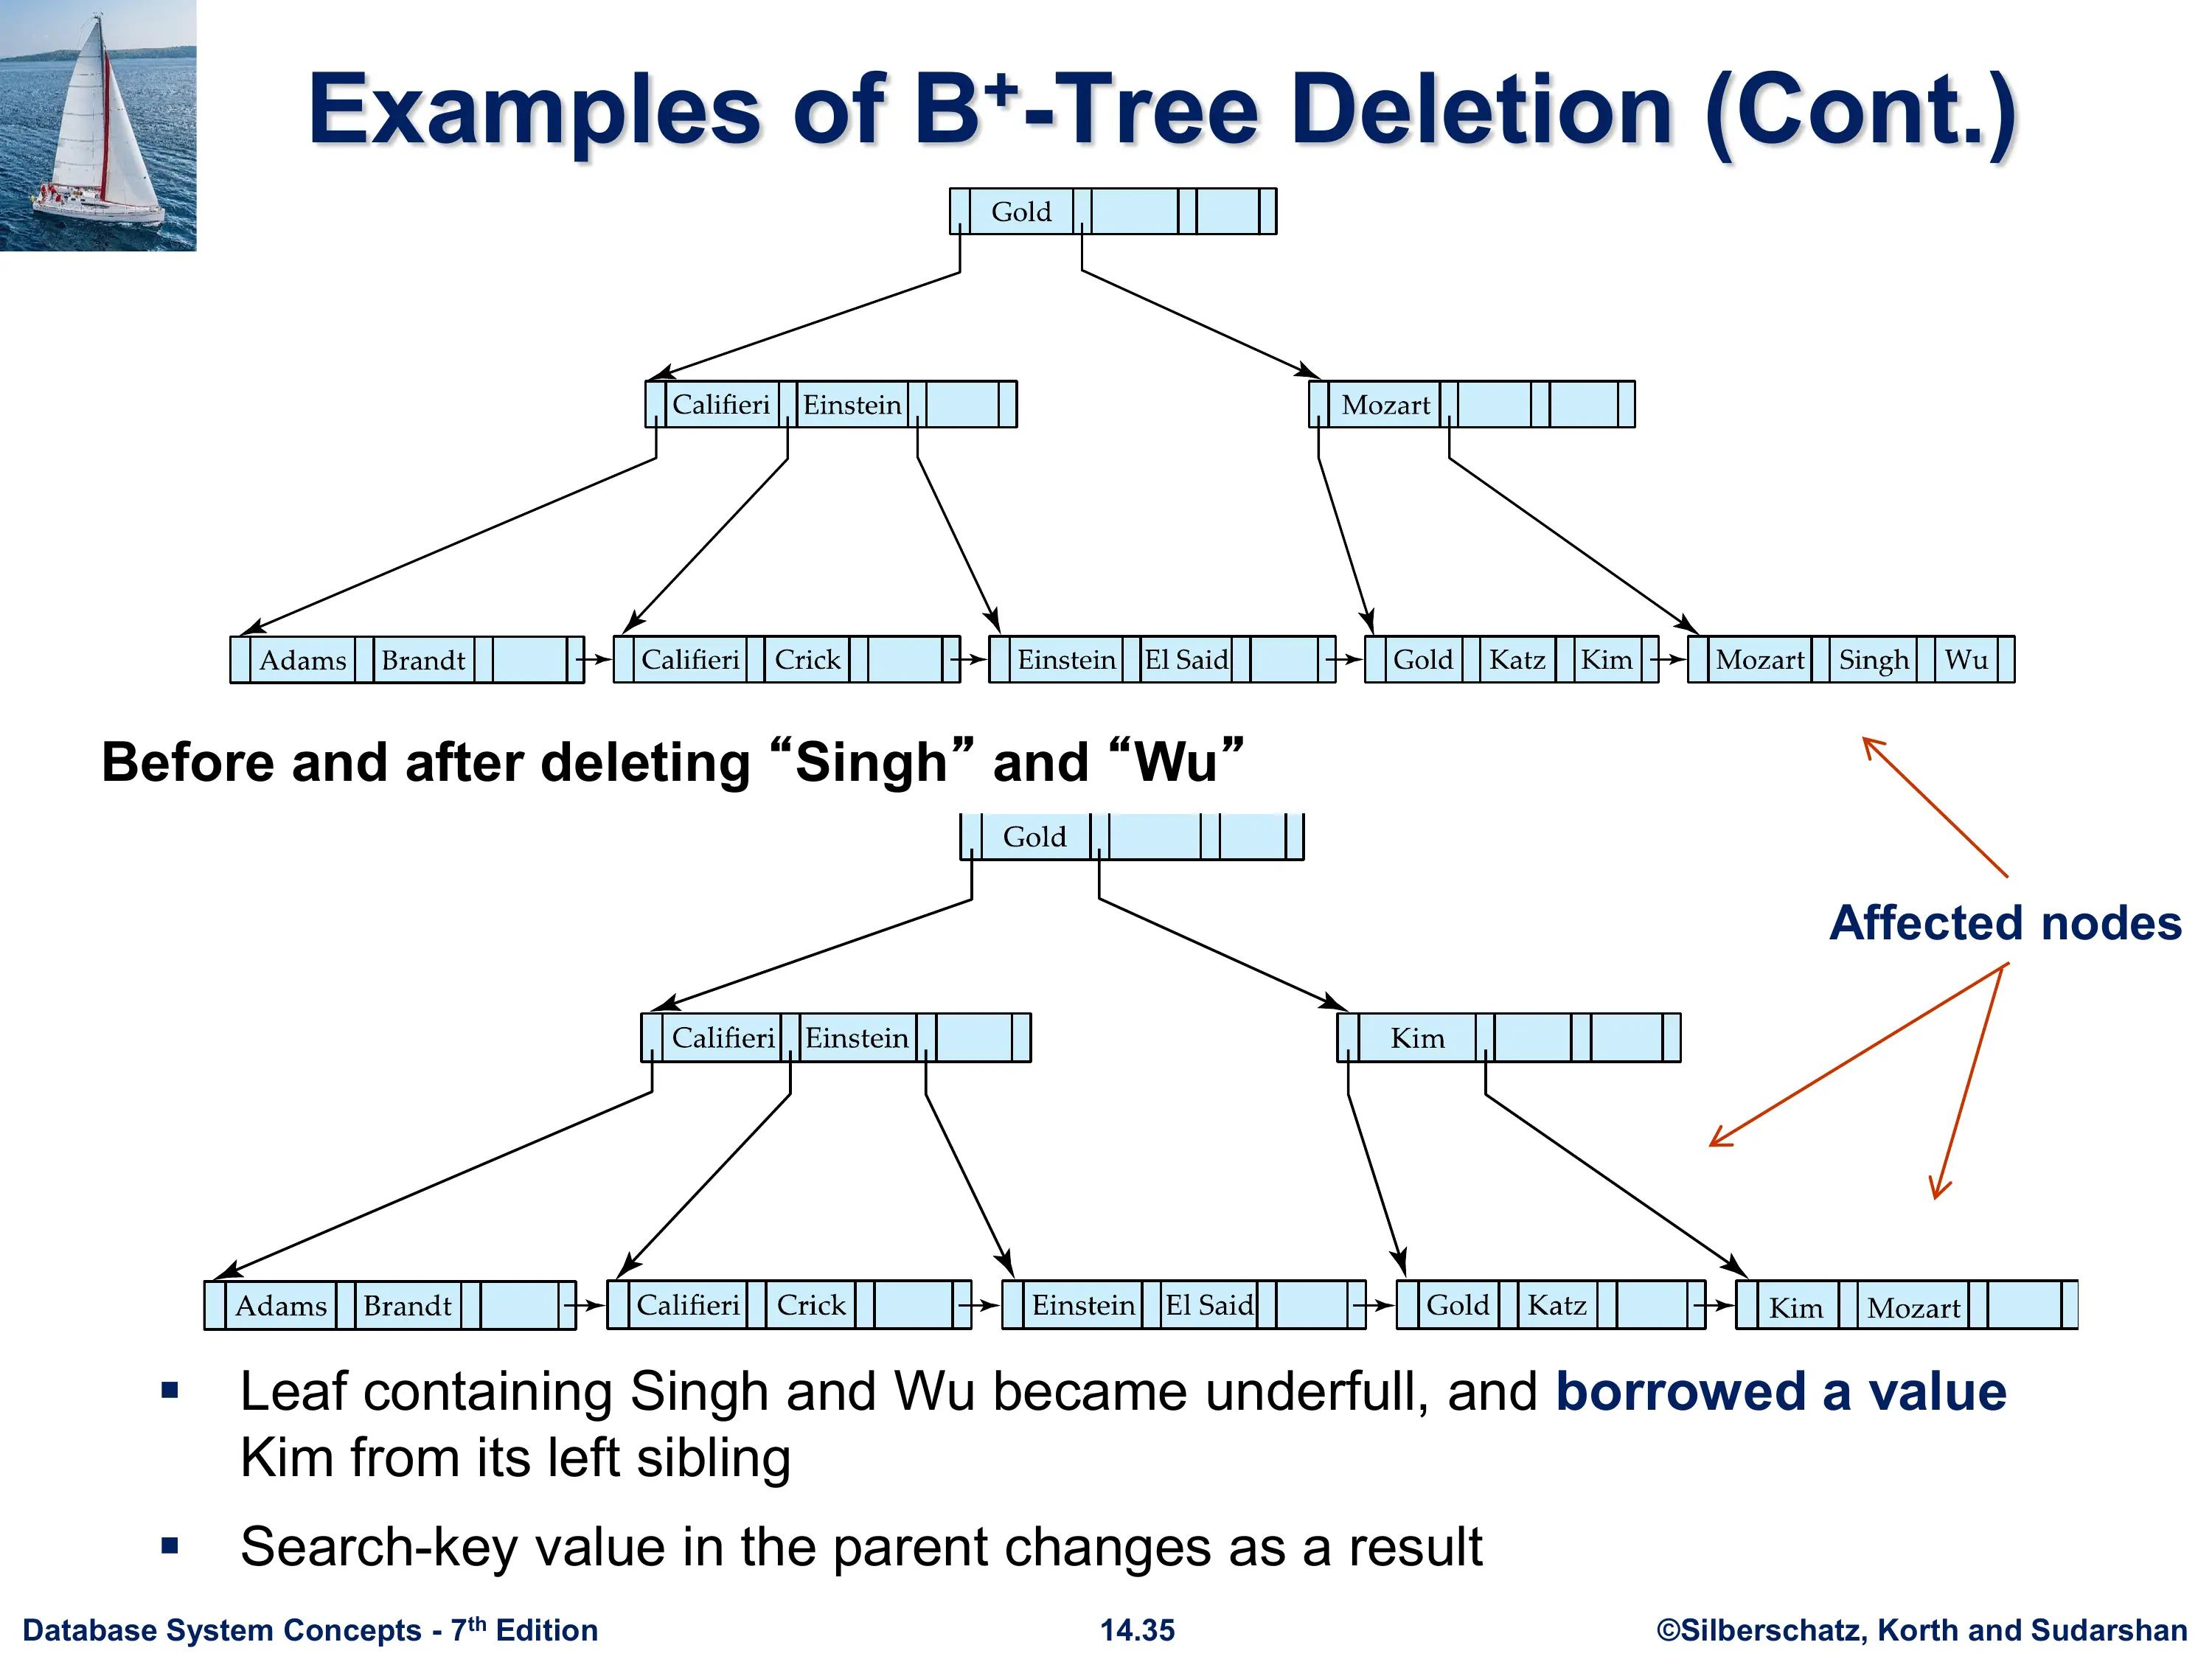 Examples of B+-Tree Deletion (Cont.)
Gold
Califieri Einstein
Mozart
Adams Brandt
Califieri Crick
Einstein El Said
Gold Katz Kim
Mozart Singh Wu
Before and after deleting “Singh” and “Wu”
Gold
Affected nodes
Califieri Einstein
Kim
Adams Brandt
Califieri Crick
Einstein El Said
Gold Katz
Kim Mozart
▪ Leaf containing Singh and Wu became underfull, and borrowed a value
Kim from its left sibling
▪ Search-key value in the parent changes as a result
Database System Concepts - 7th Edition
14.35
©Silberschatz, Korth and Sudarshan